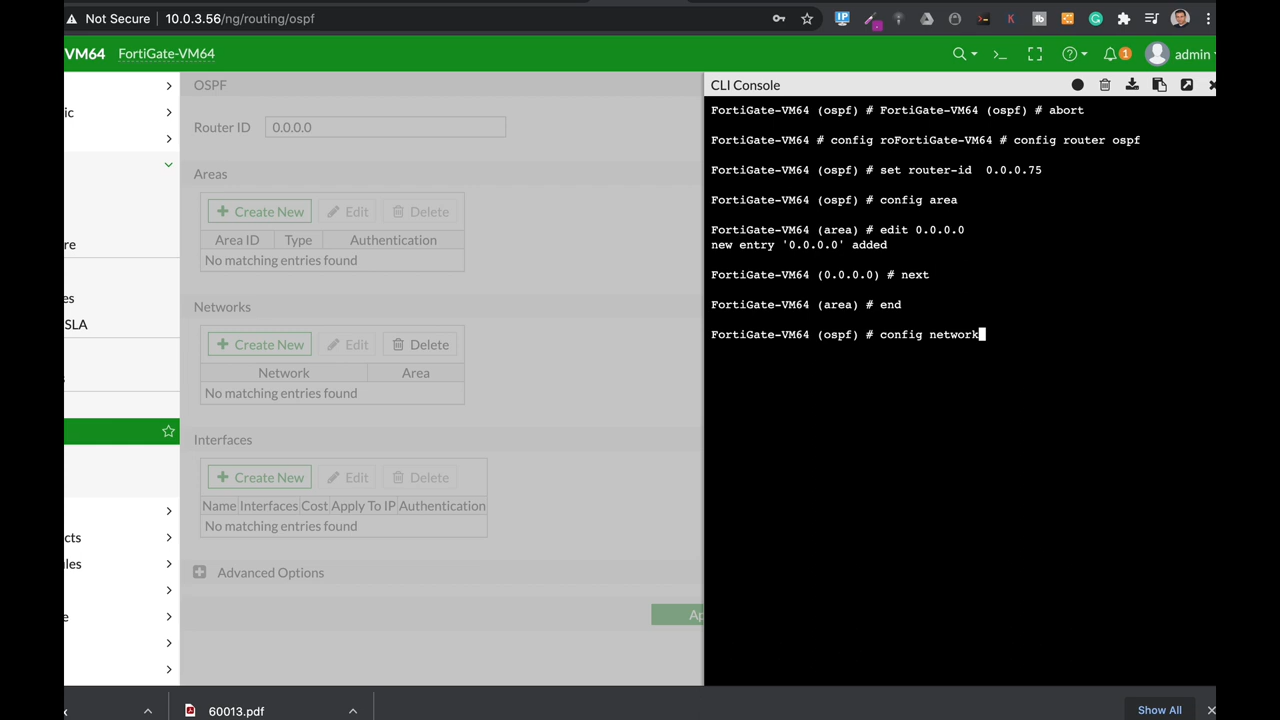 Not Secure 10.0.3.56/ng/routing/ospf
VM64 FortiGate-VM64
1 admin
OSPF
Router ID 0.0.0.0
Areas
+ Create New Edit Delete
Area ID Type Authentication
No matching entries found
Networks
+ Create New Edit Delete
Network Area
No matching entries found
Interfaces
+ Create New Edit Delete
Name Interfaces Cost Apply To IP Authentication
No matching entries found
Advanced Options
Ap
ic
re
es
SLA
s
cts
ules
e
CLI Console
FortiGate-VM64 (ospf) # FortiGate-VM64 (ospf) # abort
FortiGate-VM64 # config roFortiGate-VM64 # config router ospf
FortiGate-VM64 (ospf) # set router-id  0.0.0.75
FortiGate-VM64 (ospf) # config area
FortiGate-VM64 (area) # edit 0.0.0.0
new entry '0.0.0.0' added
FortiGate-VM64 (0.0.0.0) # next
FortiGate-VM64 (area) # end
FortiGate-VM64 (ospf) # config network
x 60013.pdf Show All